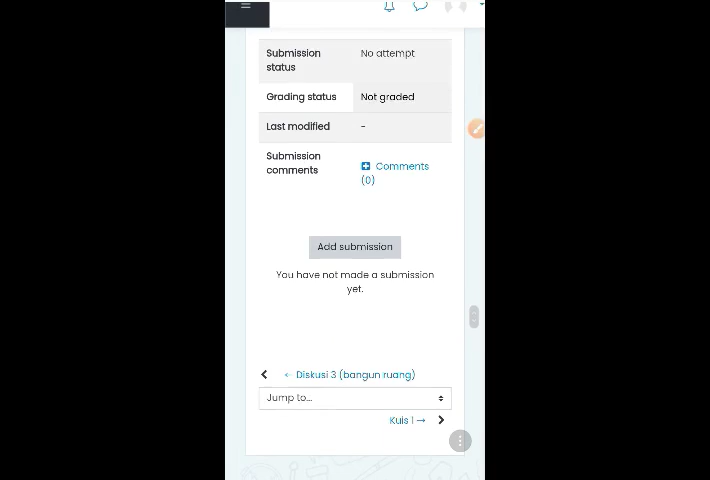 Submission
status
No attempt
Grading status
Not graded
Last modified
-
Submission
comments
Comments
(0)
Add submission
You have not made a submission
yet.
← Diskusi 3 (bangun ruang)
Jump to...
Kuis 1 →